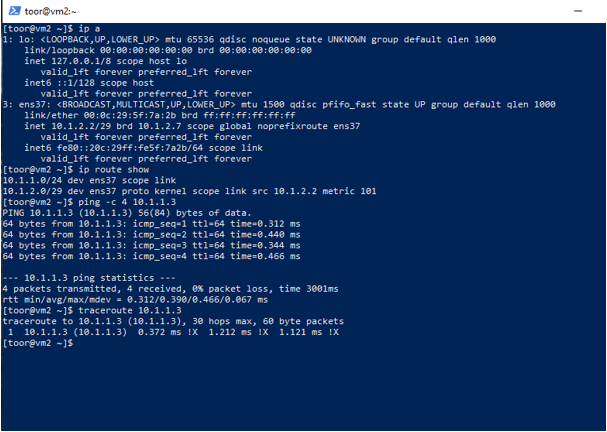 toor@vm2:~
[toor@vm2 ~]$ ip a
1: lo: <LOOPBACK,UP,LOWER_UP> mtu 65536 qdisc noqueue state UNKNOWN group default qlen 1000
    link/loopback 00:00:00:00:00:00 brd 00:00:00:00:00:00
    inet 127.0.0.1/8 scope host lo
       valid_lft forever preferred_lft forever
    inet6 ::1/128 scope host
       valid_lft forever preferred_lft forever
3: ens37: <BROADCAST,MULTICAST,UP,LOWER_UP> mtu 1500 qdisc pfifo_fast state UP group default qlen 1000
    link/ether 00:0c:29:5f:7a:2b brd ff:ff:ff:ff:ff:ff
    inet 10.1.2.2/29 brd 10.1.2.7 scope global noprefixroute ens37
       valid_lft forever preferred_lft forever
    inet6 fe80::20c:29ff:fe5f:7a2b/64 scope link
       valid_lft forever preferred_lft forever
[toor@vm2 ~]$ ip route show
10.1.1.0/24 dev ens37 scope link
10.1.2.0/29 dev ens37 proto kernel scope link src 10.1.2.2 metric 101
[toor@vm2 ~]$ ping -c 4 10.1.1.3
PING 10.1.1.3 (10.1.1.3) 56(84) bytes of data.
64 bytes from 10.1.1.3: icmp_seq=1 ttl=64 time=0.312 ms
64 bytes from 10.1.1.3: icmp_seq=2 ttl=64 time=0.440 ms
64 bytes from 10.1.1.3: icmp_seq=3 ttl=64 time=0.344 ms
64 bytes from 10.1.1.3: icmp_seq=4 ttl=64 time=0.466 ms
--- 10.1.1.3 ping statistics ---
4 packets transmitted, 4 received, 0% packet loss, time 3001ms
rtt min/avg/max/mdev = 0.312/0.390/0.466/0.067 ms
[toor@vm2 ~]$ traceroute 10.1.1.3
traceroute to 10.1.1.3 (10.1.1.3), 30 hops max, 60 byte packets
 1  10.1.1.3 (10.1.1.3)  0.372 ms !X  1.212 ms !X  1.121 ms !X
[toor@vm2 ~]$